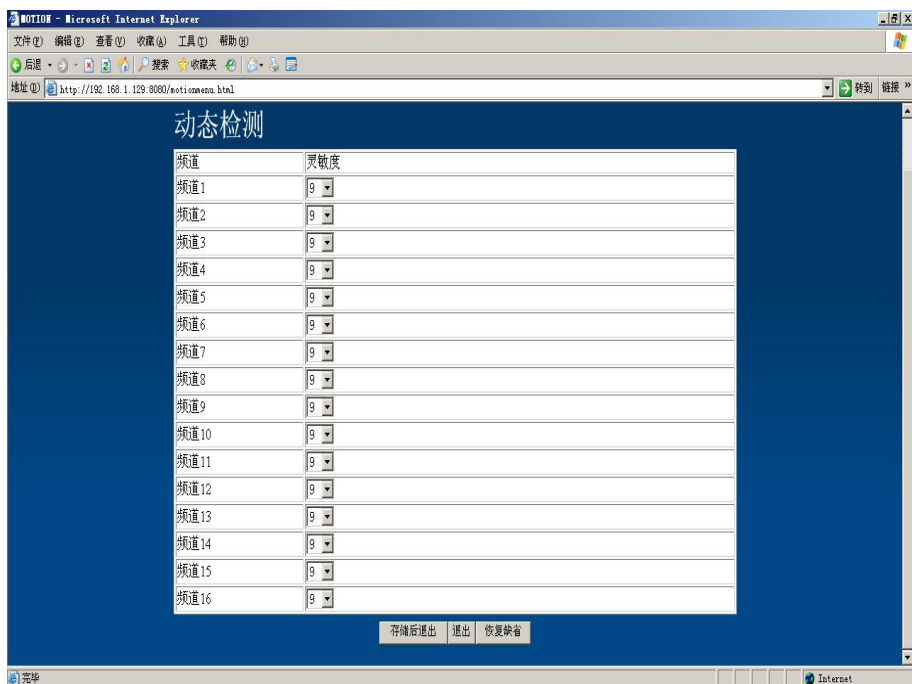 MOTION - Microsoft Internet Explorer
文件(F) 编辑(E) 查看(V) 收藏(A) 工具(T) 帮助(H)
后退 搜索 收藏夹
地址(D) http://192.168.1.129:8080/motionmenu.html 转到 链接 »
动态检测
频道 灵敏度
频道1 9
频道2 9
频道3 9
频道4 9
频道5 9
频道6 9
频道7 9
频道8 9
频道9 9
频道10 9
频道11 9
频道12 9
频道13 9
频道14 9
频道15 9
频道16 9
存储后退出 退出 恢复缺省
完毕 Internet